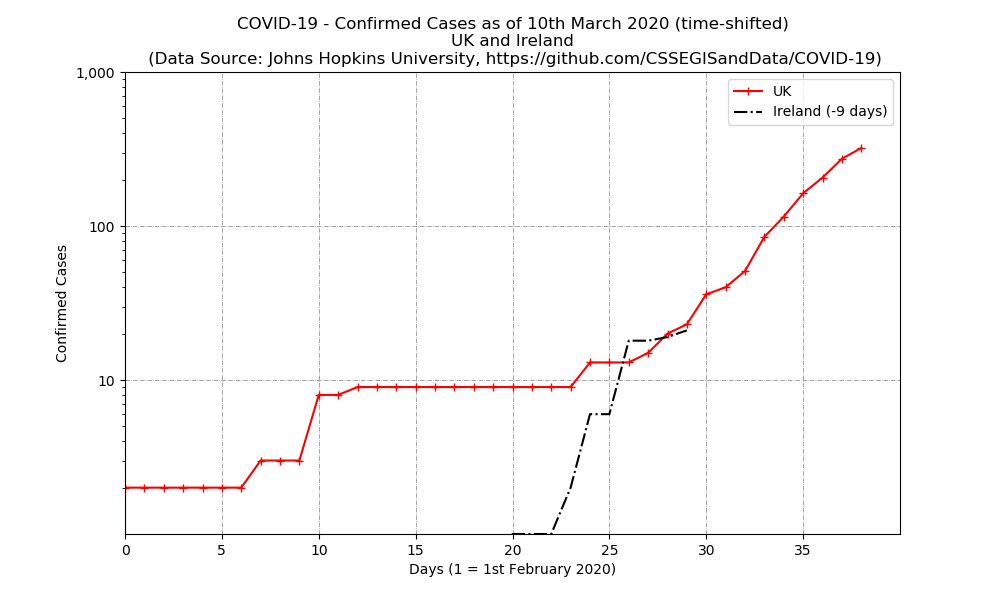 COVID-19 - Confirmed Cases as of 10th March 2020 (time-shifted)
UK and Ireland
(Data Source: Johns Hopkins University, https://github.com/CSSEGISandData/COVID-19)
1,000
100
10
Confirmed Cases
UK
Ireland (-9 days)
0 5 10 15 20 25 30 35
Days (1 = 1st February 2020)